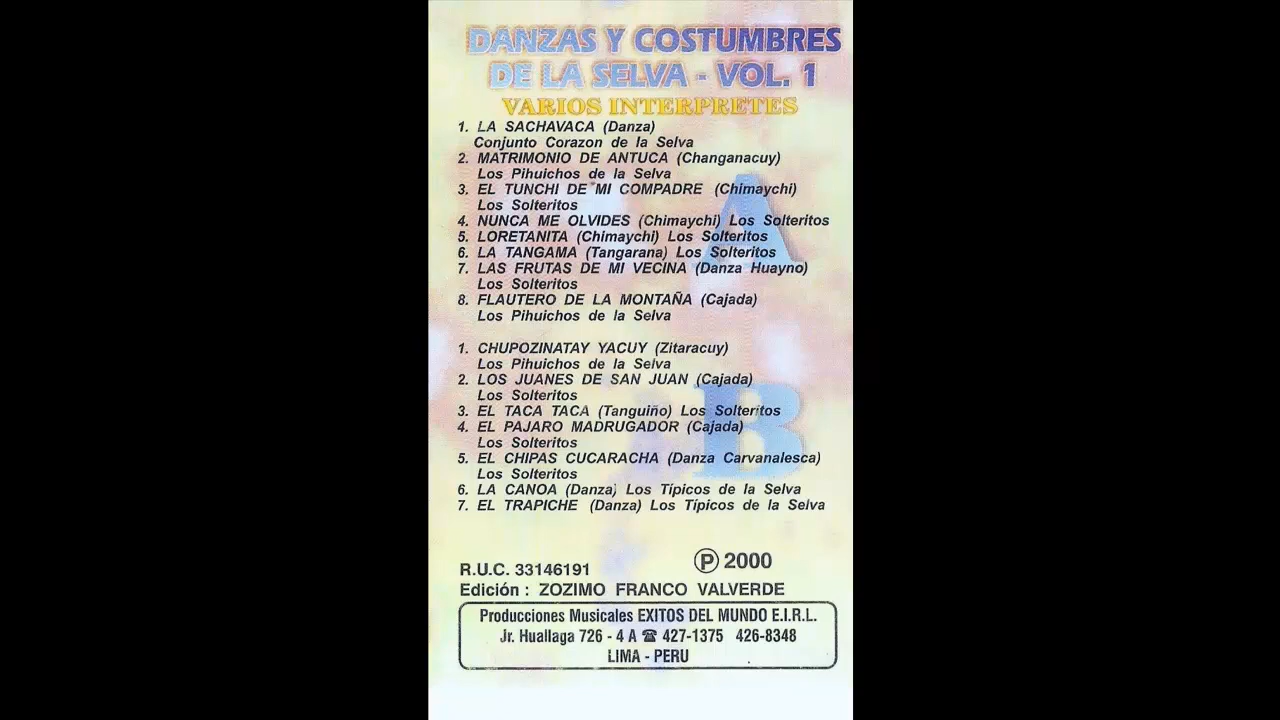 DANZAS Y COSTUMBRES
DE LA SELVA - VOL. 1
VARIOS INTERPRETES
1. LA SACHAVACA (Danza)
Conjunto Corazon de la Selva
2. MATRIMONIO DE ANTUCA (Changanacuy)
Los Pihuichos de la Selva
3. EL TUNCHI DE MI COMPADRE (Chimaychi)
Los Solteritos
4. NUNCA ME OLVIDES (Chimaychi) Los Solteritos
5. LORETANITA (Chimaychi) Los Solteritos
6. LA TANGAMA (Tangarana) Los Solteritos
7. LAS FRUTAS DE MI VECINA (Danza Huayno)
Los Solteritos
8. FLAUTERO DE LA MONTAÑA (Cajada)
Los Pihuichos de la Selva
A
1. CHUPOZINATAY YACUY (Zitaracuy)
Los Pihuichos de la Selva
2. LOS JUANES DE SAN JUAN (Cajada)
Los Solteritos
3. EL TACA TACA (Tanguiño) Los Solteritos
4. EL PAJARO MADRUGADOR (Cajada)
Los Solteritos
5. EL CHIPAS CUCARACHA (Danza Carvanalesca)
Los Solteritos
6. LA CANOA (Danza) Los Típicos de la Selva
7. EL TRAPICHE (Danza) Los Típicos de la Selva
B
R.U.C. 33146191
Ⓟ 2000
Edición : ZOZIMO FRANCO VALVERDE
Producciones Musicales EXITOS DEL MUNDO E.I.R.L.
Jr. Huallaga 726 - 4 A ☎ 427-1375 426-8348
LIMA - PERU